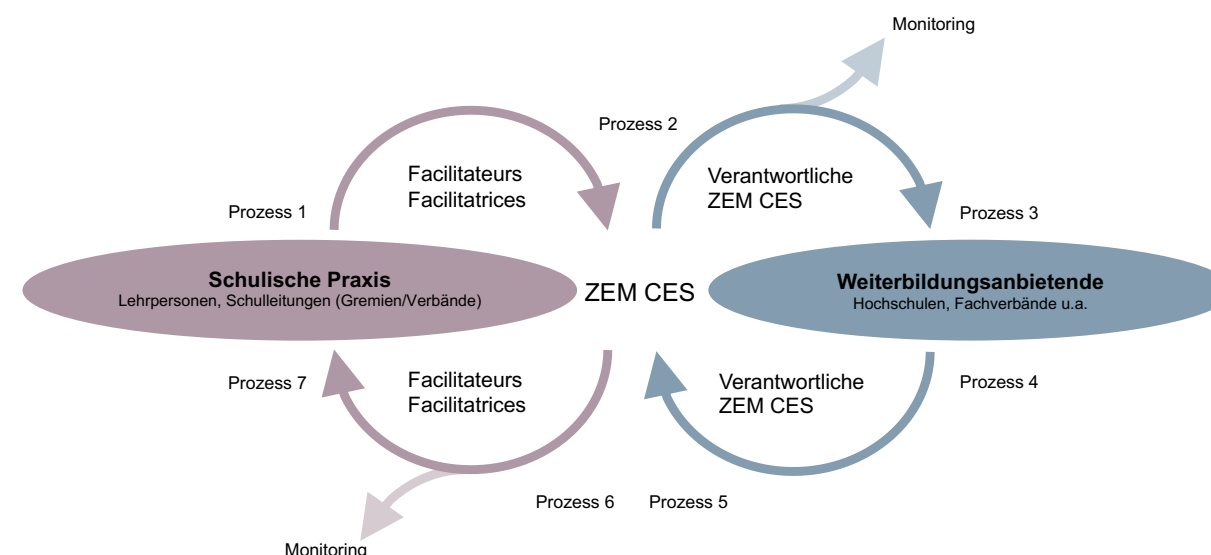 Monitoring
Prozess 2
Facilitateurs
Facilitatrices
Verantwortliche
ZEM CES
Prozess 1
Prozess 3
Schulische Praxis
Lehrpersonen, Schulleitungen (Gremien/Verbände)
ZEM CES
Weiterbildungsanbietende
Hochschulen, Fachverbände u.a.
Prozess 7
Facilitateurs
Facilitatrices
Verantwortliche
ZEM CES
Prozess 4
Prozess 6
Prozess 5
Monitoring